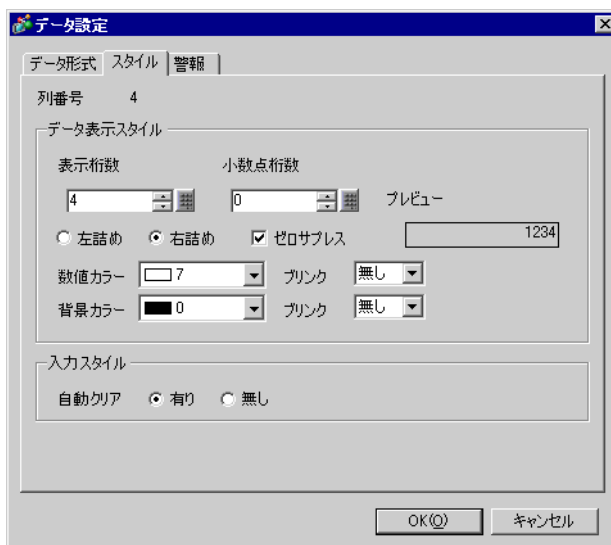 データ設定
データ形式 スタイル 警報
列番号 4
データ表示スタイル
表示桁数 小数点桁数
4 0 プレビュー
左詰め 右詰め ゼロサプレス 1234
数値カラー 7 ブリンク 無し
背景カラー 0 ブリンク 無し
入力スタイル
自動クリア 有り 無し
OK(O) キャンセル